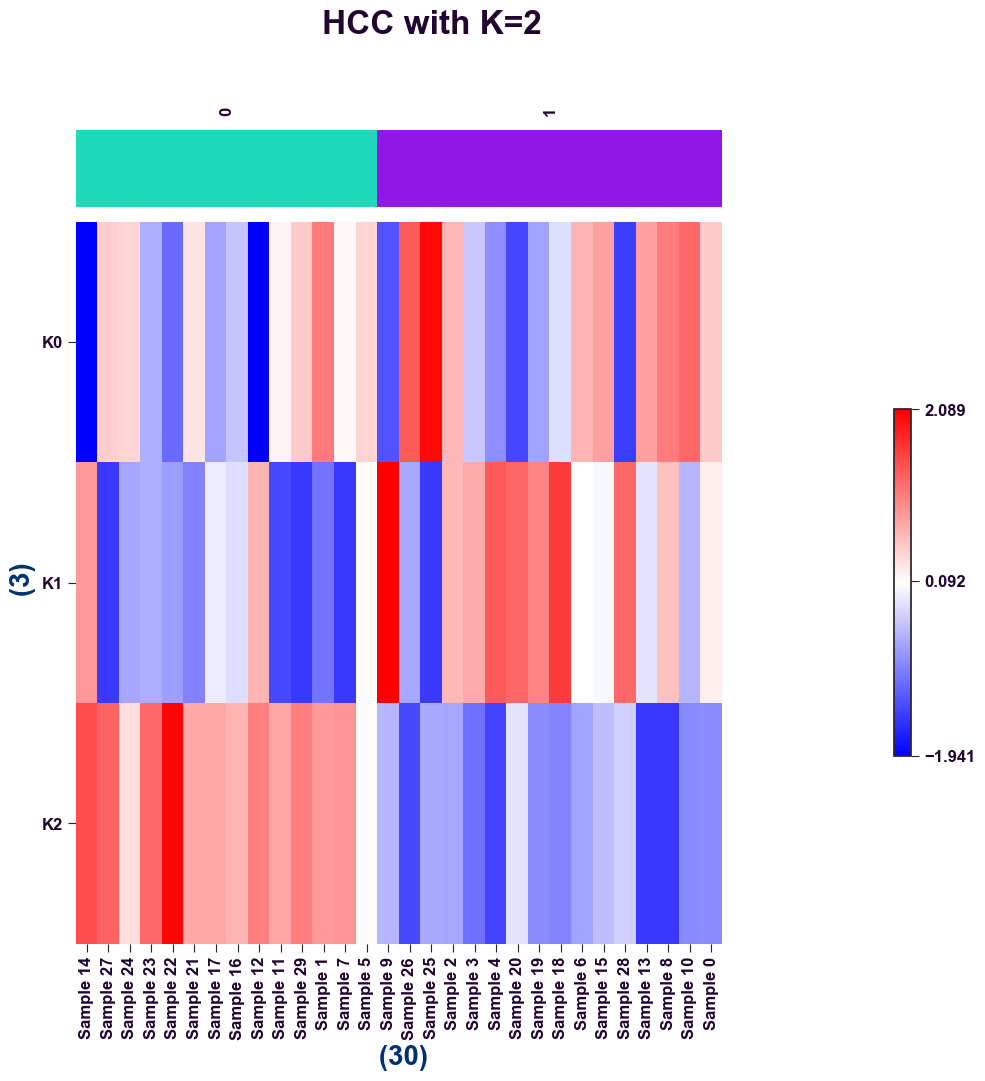 HCC with K=2
0
1
K0
K1
K2
(3)
2.089
0.092
−1.941
Sample 14
Sample 27
Sample 24
Sample 23
Sample 22
Sample 21
Sample 17
Sample 16
Sample 12
Sample 11
Sample 29
Sample 1
Sample 7
Sample 5
Sample 9
Sample 26
Sample 25
Sample 2
Sample 3
Sample 4
Sample 20
Sample 19
Sample 18
Sample 6
Sample 15
Sample 28
Sample 13
Sample 8
Sample 10
Sample 0
(30)